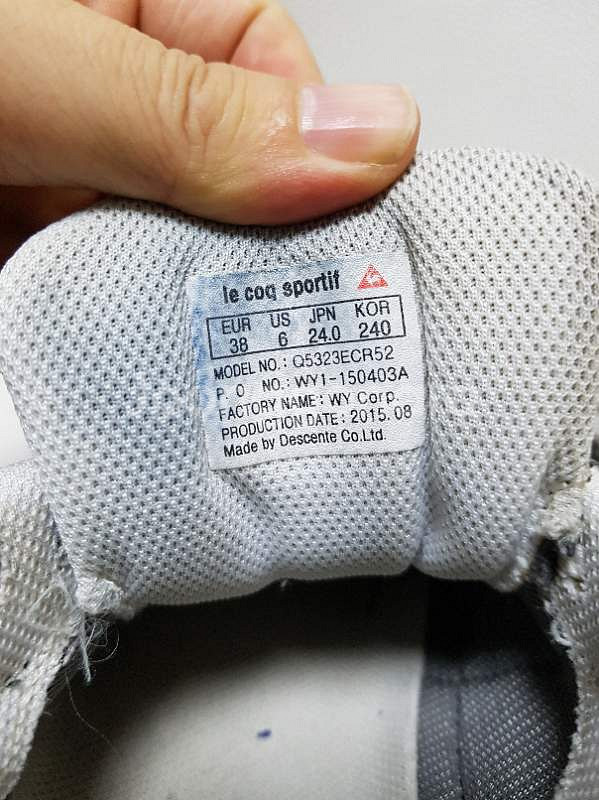 le coq sportif
EUR US JPN KOR
38 6 24.0 240
MODEL NO.: Q5323ECR52
P. O NO.: WY1-150403A
FACTORY NAME: WY Corp.
PRODUCTION DATE: 2015.08
Made by Descente Co.Ltd.